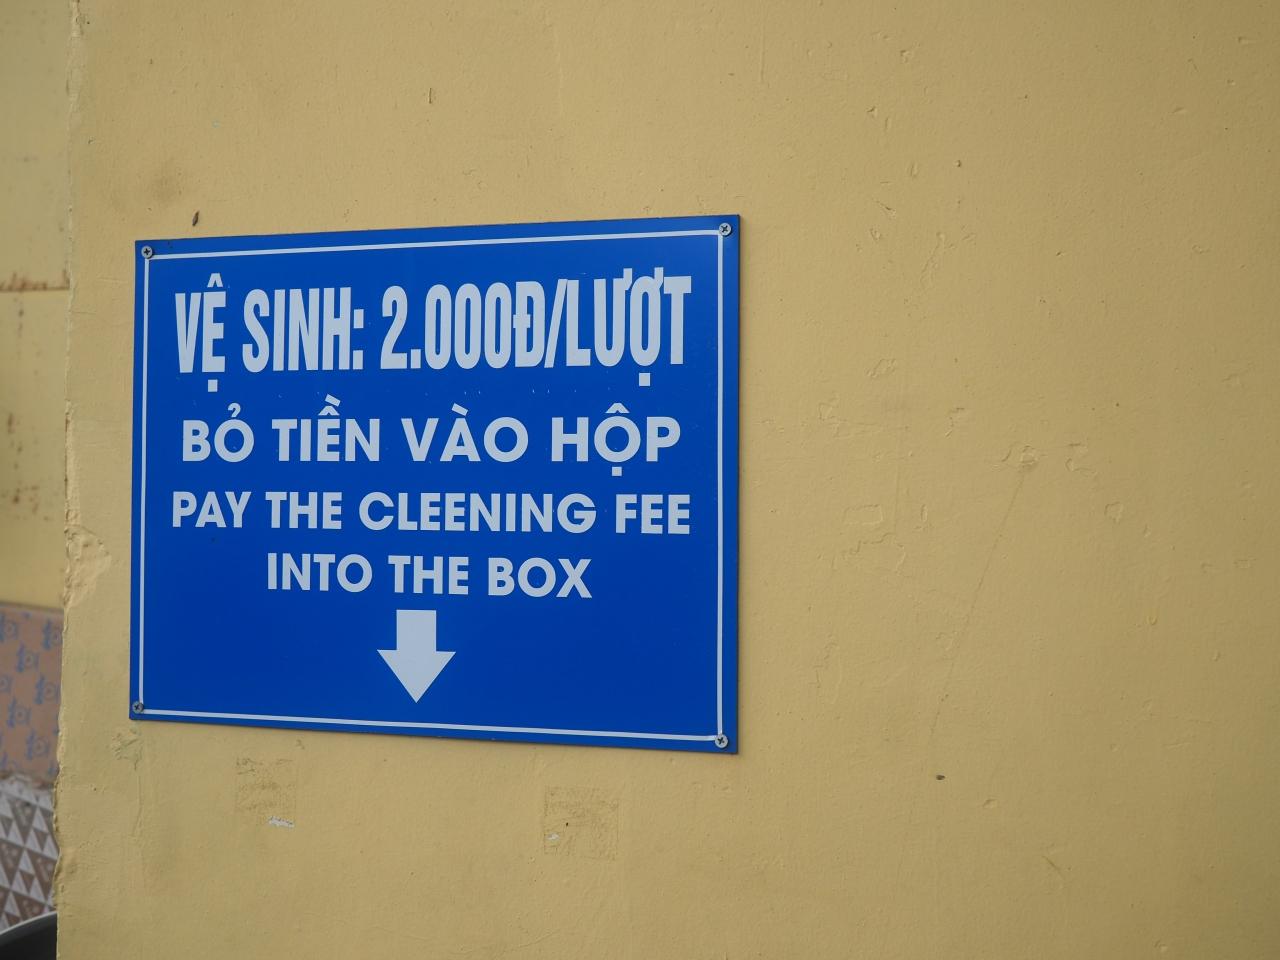 VỆ SINH: 2.000Đ/LƯỢT
BỎ TIỀN VÀO HỘP
PAY THE CLEENING FEE
INTO THE BOX